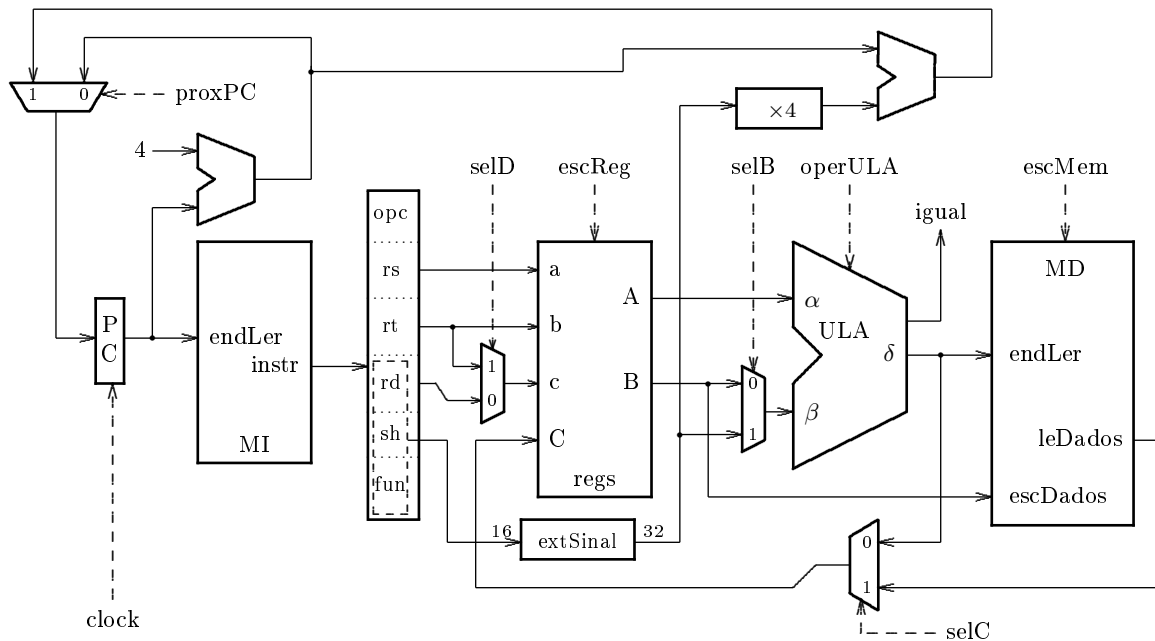 1 0
proxPC
×4
4
selD
escReg
selB
operULA
escMem
opc
igual
rs
a
MD
A
α
P
C
endLer
rt
b
ULA
instr
1
δ
endLer
rd
0
c
B
0
β
sh
C
1
leDados
MI
regs
fun
escDados
16
extSinal
32
0
1
clock
selC